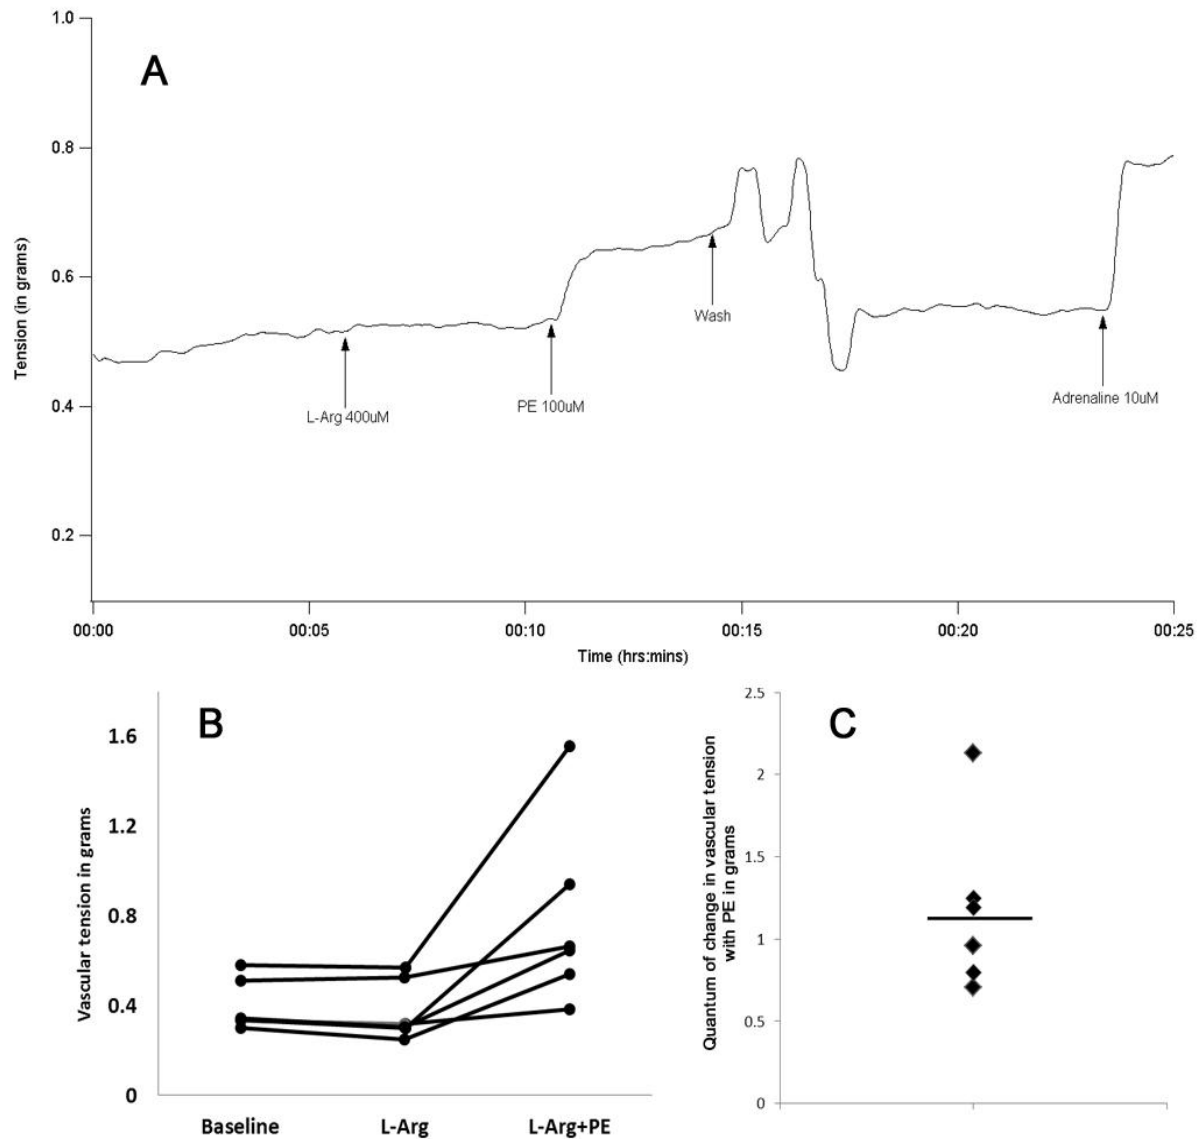 1.0
A
0.8
0.6
0.4
0.2
Tension (in grams)
Wash
L-Arg 400uM
PE 100uM
Adrenaline 10uM
00:00 00:05 00:10 00:15 00:20 00:25
Time (hrs:mins)
B
1.6
1.2
0.8
0.4
0
Vascular tension in grams
Baseline L-Arg L-Arg+PE
C
2.5
2
1.5
1
0.5
0
Quantum of change in vascular tension
with PE in grams